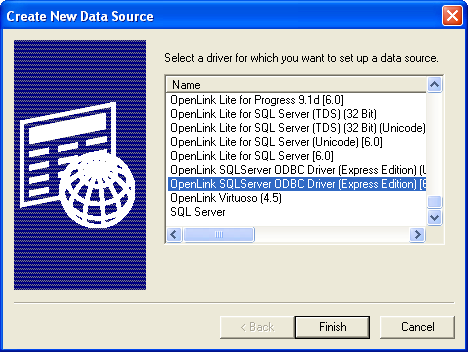 Create New Data Source
Select a driver for which you want to set up a data source.
Name
OpenLink Lite for Progress 9.1d [6.0]
OpenLink Lite for SQL Server (TDS) (32 Bit)
OpenLink Lite for SQL Server (TDS) (32 Bit) (Unicode)
OpenLink Lite for SQL Server (Unicode) [6.0]
OpenLink Lite for SQL Server [6.0]
OpenLink SQLServer ODBC Driver (Express Edition) (U
OpenLink SQLServer ODBC Driver (Express Edition) [6
OpenLink Virtuoso (4.5)
SQL Server
< Back
Finish
Cancel